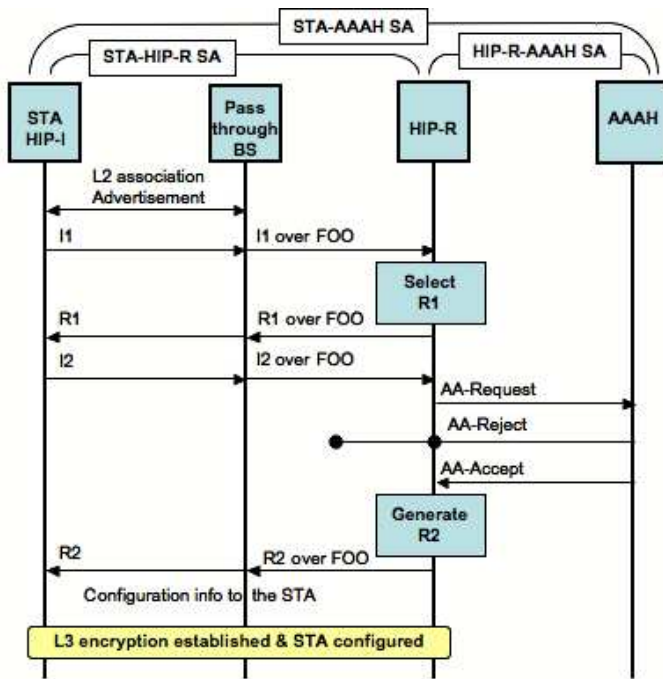 STA-AAAH SA
STA-HIP-R SA
HIP-R-AAAH SA
STA
HIP-I
Pass
through
BS
HIP-R
AAAH
L2 association
Advertisement
I1
I1 over FOO
Select
R1
R1
R1 over FOO
I2
I2 over FOO
AA-Request
AA-Reject
AA-Accept
Generate
R2
R2
R2 over FOO
Configuration info to the STA
L3 encryption established & STA configured